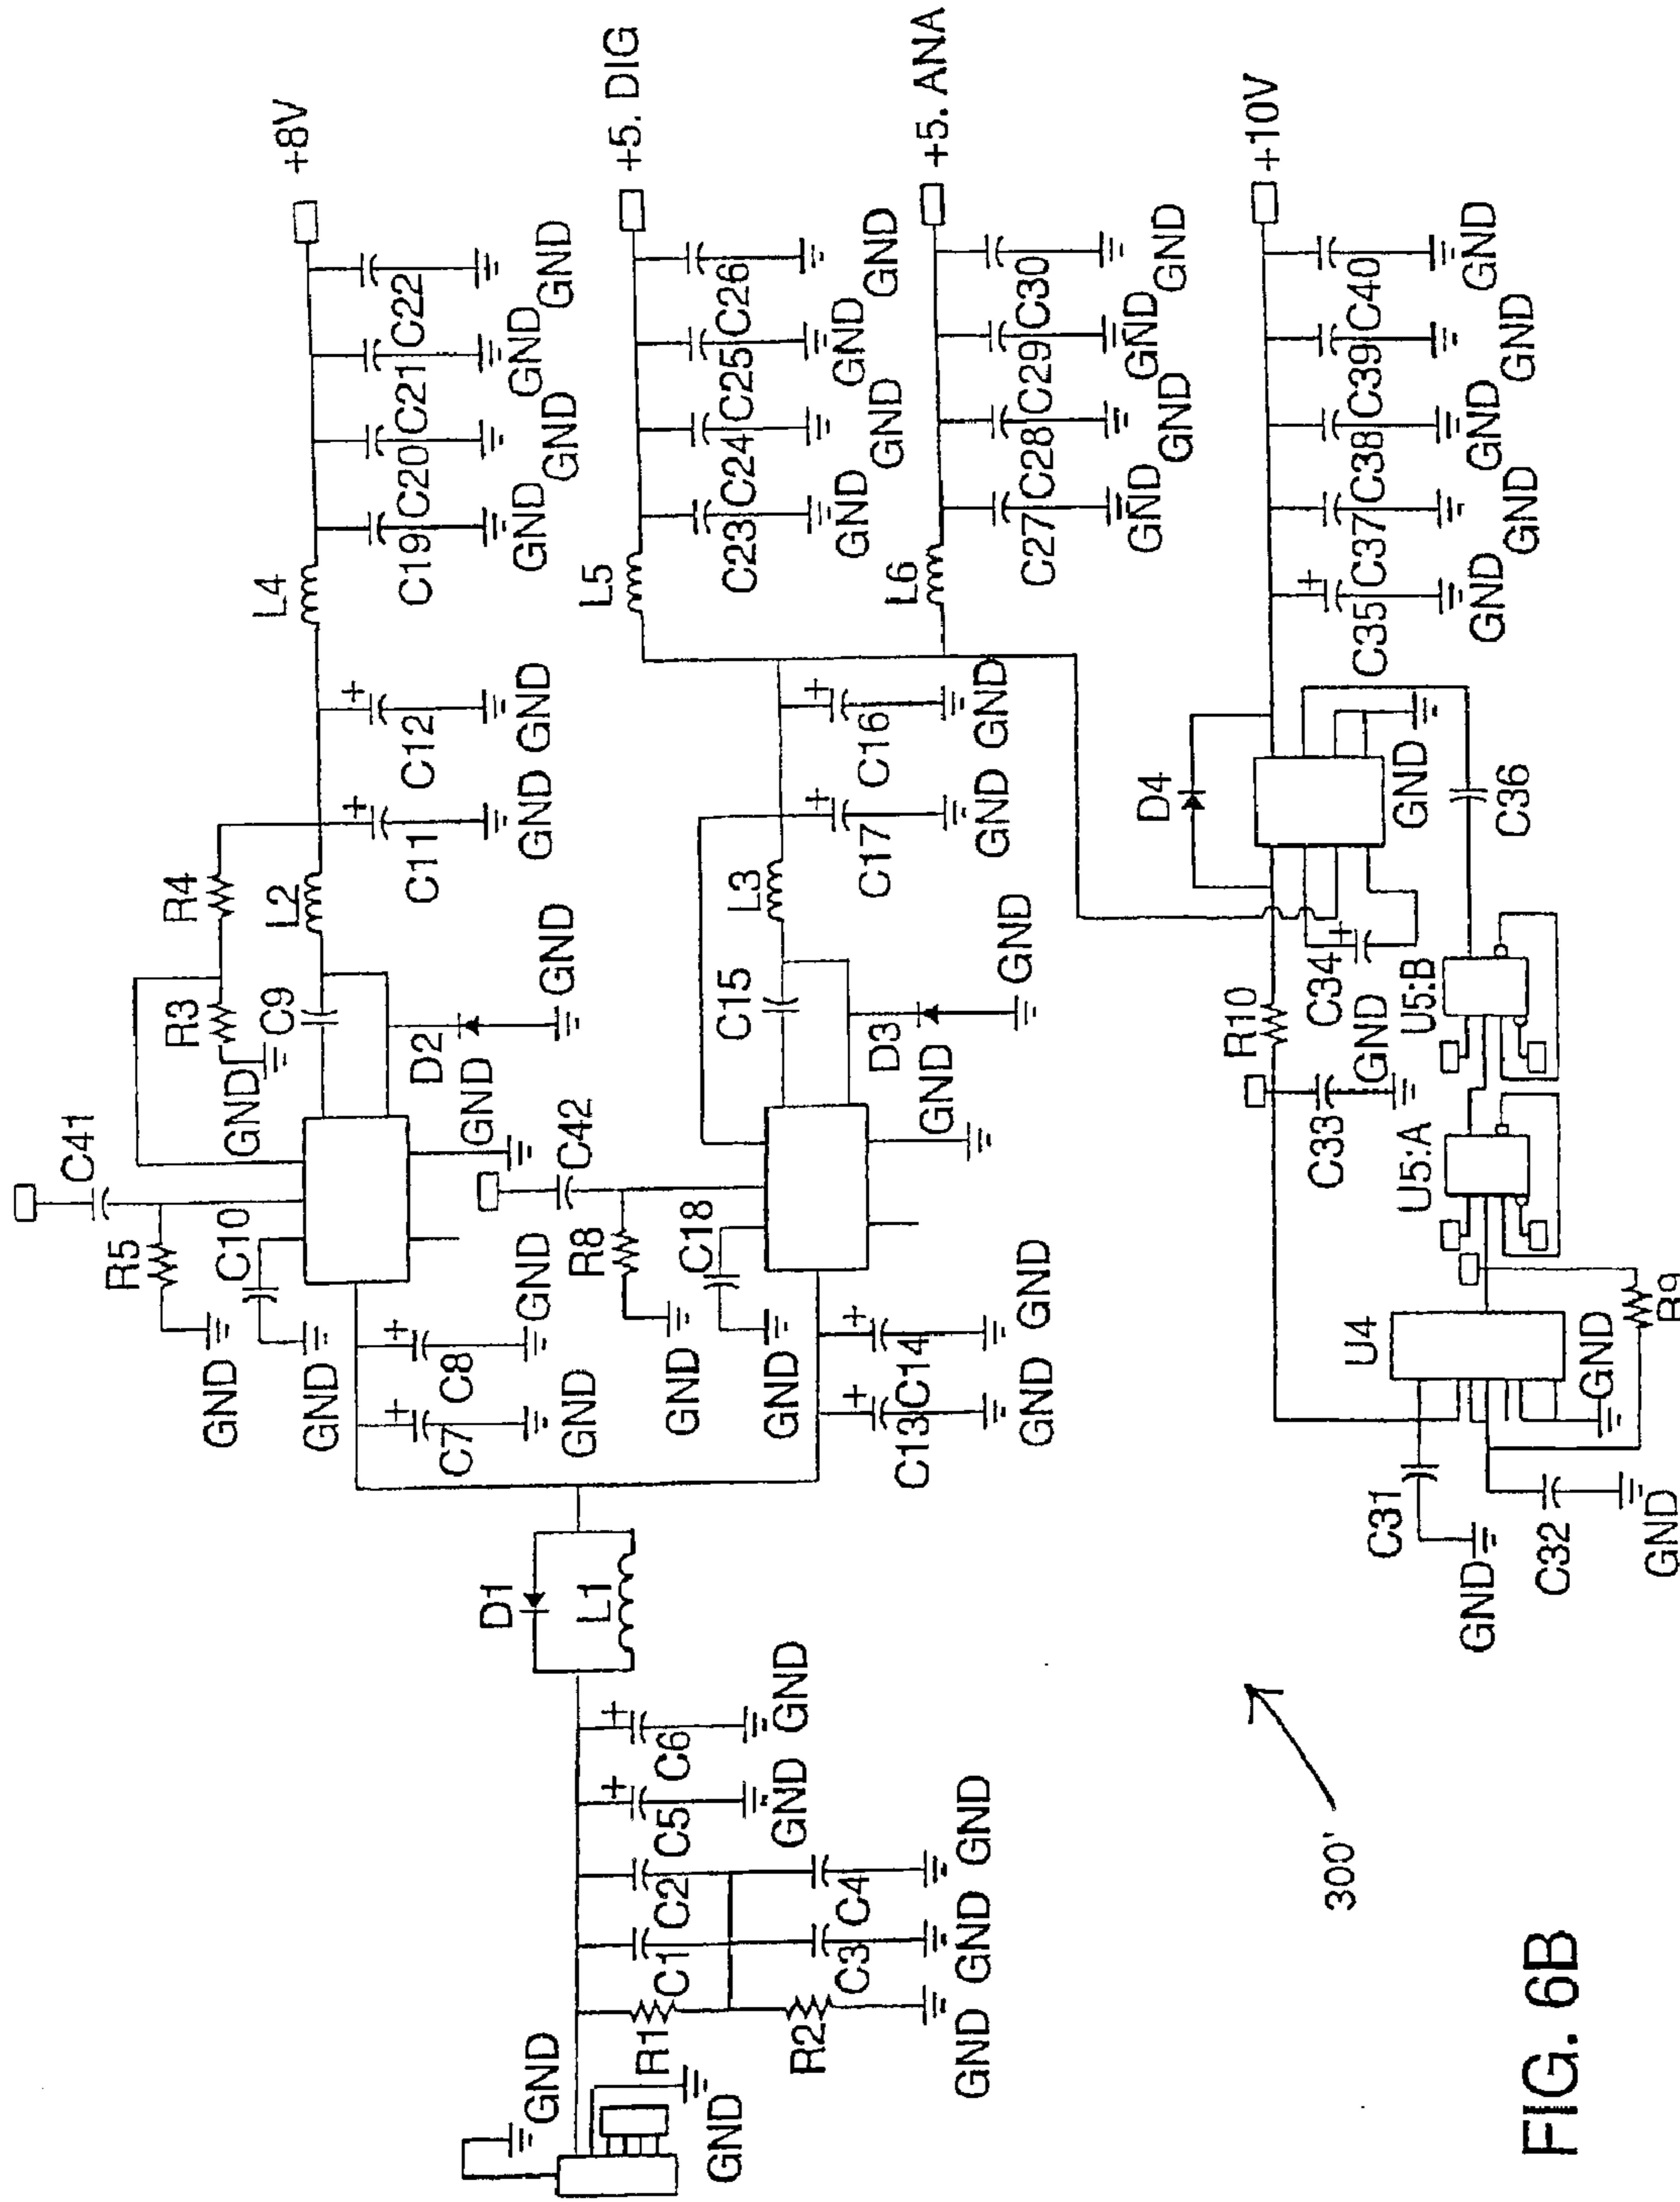 +8V
L4
C19
C20
C21
C22
GND
GND
GND
GND
C41
R5
GND
C10
GND
R3
R4
GND
C9
L2
C11
GND
C12
GND
D2
GND
GND
C7
GND
C8
GND
+5. DIG
L5
C23
C24
C25
C26
GND
GND
GND
GND
C42
R8
GND
C18
GND
C15
L3
C17
GND
C16
GND
D3
GND
GND
C13
GND
C14
GND
+5. ANA
L6
C27
C28
C29
C30
GND
GND
GND
GND
D1
L1
GND
GND
R1
C1
C2
C5
C6
GND
GND
R2
C3
C4
GND
GND
GND
+10V
D4
R10
C33
GND
C34
GND
C35
C37
C38
C39
C40
GND
GND
GND
GND
GND
C36
U5:A
U5:B
U4
GND
R9
C31
GND
C32
GND
300'
FIG. 6B